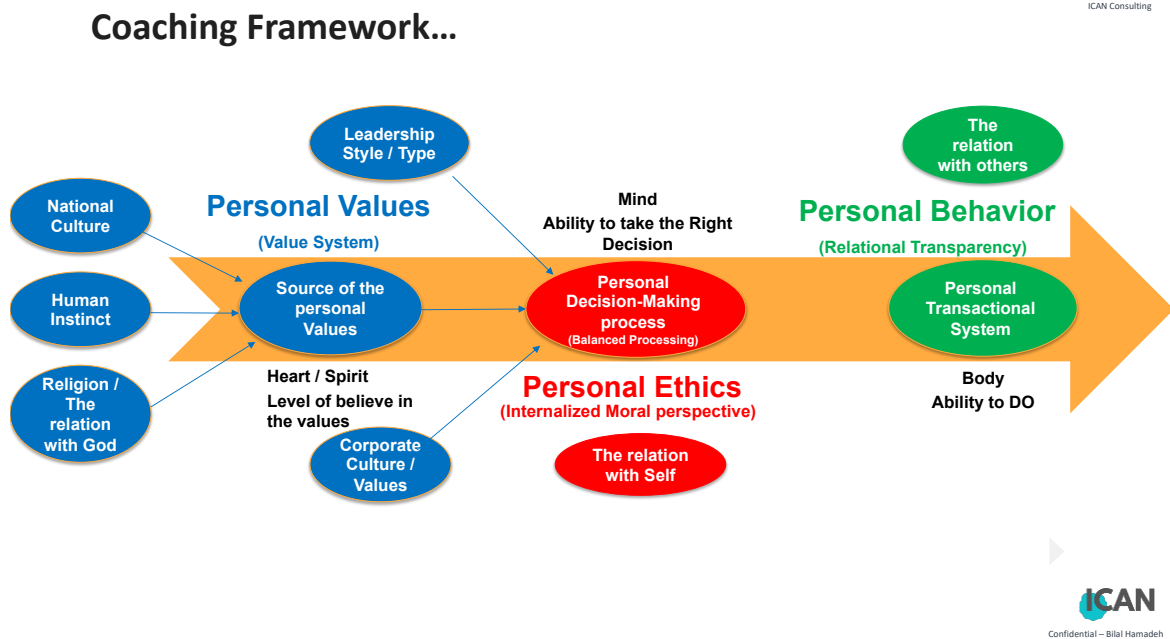 ICAN Consulting
Coaching Framework…
Leadership
Style / Type
The
relation
with others
National
Culture
Personal Values
(Value System)
Mind
Ability to take the Right
Decision
Personal Behavior
(Relational Transparency)
Human
Instinct
Source of the
personal
Values
Personal
Decision-Making
process
(Balanced Processing)
Personal
Transactional
System
Religion /
The
relation
with God
Heart / Spirit
Level of believe in
the values
Personal Ethics
(Internalized Moral perspective)
Body
Ability to DO
Corporate
Culture /
Values
The relation
with Self
ICAN
Confidential – Bilal Hamadeh